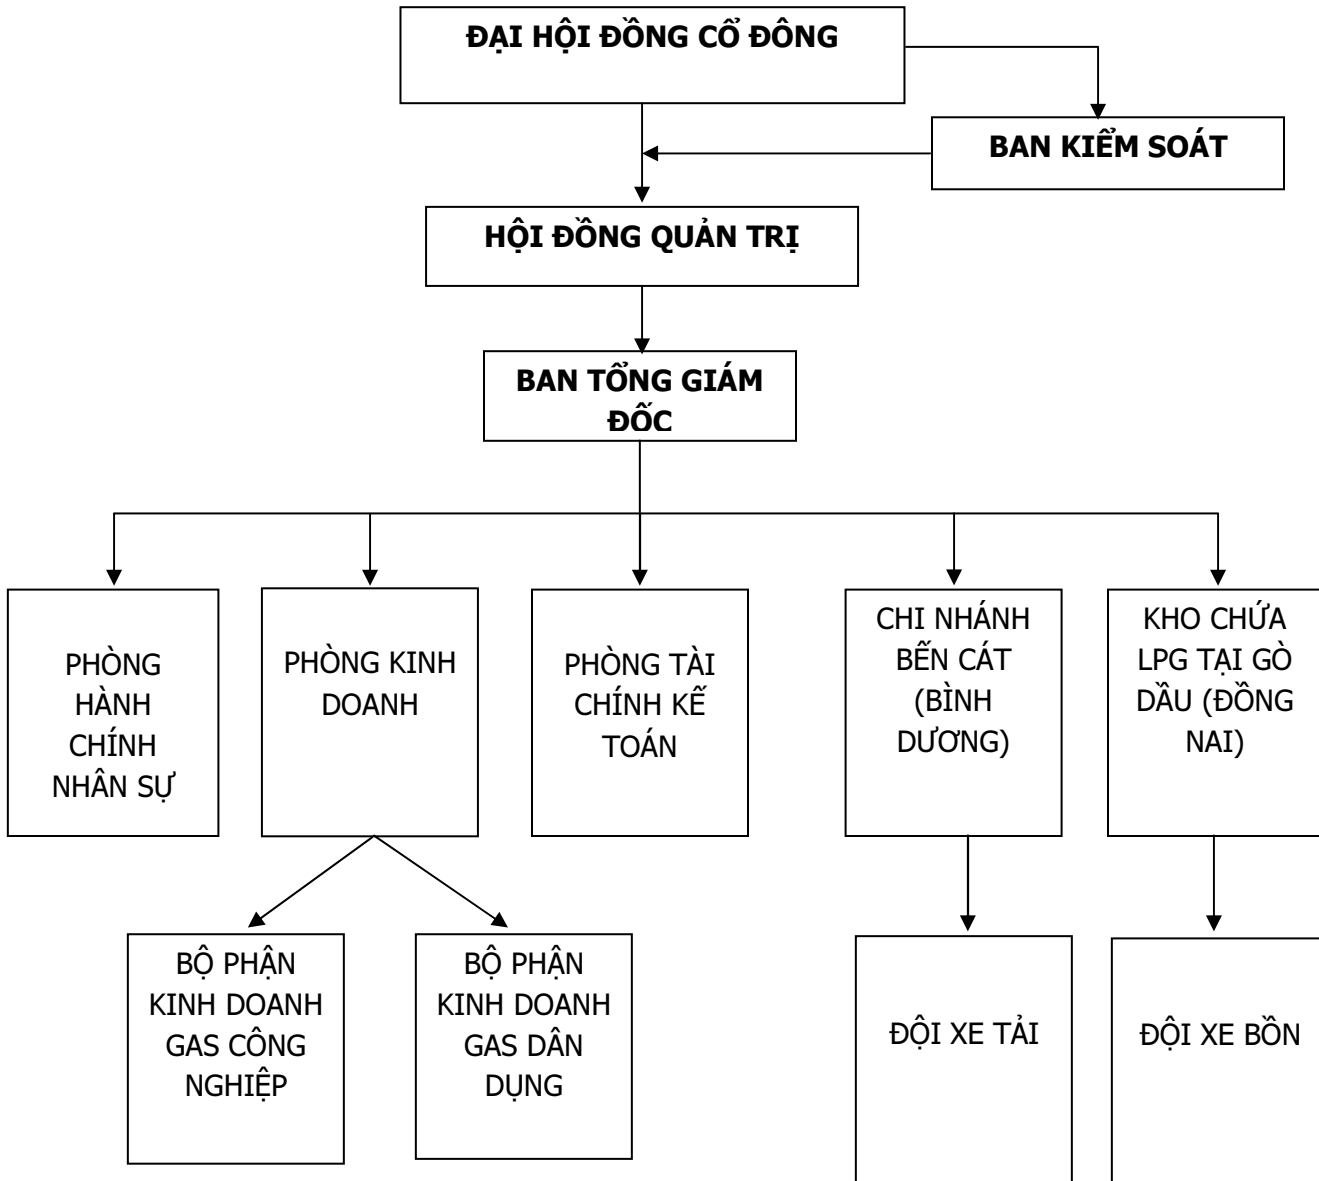 ĐẠI HỘI ĐỒNG CỔ ĐÔNG
BAN KIỂM SOÁT
HỘI ĐỒNG QUẢN TRỊ
BAN TỔNG GIÁM
ĐỐC
PHÒNG
HÀNH
CHÍNH
NHÂN SỰ
PHÒNG KINH
DOANH
PHÒNG TÀI
CHÍNH KẾ
TOÁN
CHI NHÁNH
BẾN CÁT
(BÌNH
DƯƠNG)
KHO CHỨA
LPG TẠI GÒ
DẦU (ĐỒNG
NAI)
BỘ PHẬN
KINH DOANH
GAS CÔNG
NGHIỆP
BỘ PHẬN
KINH DOANH
GAS DÂN
DỤNG
ĐỘI XE TẢI
ĐỘI XE BỒN